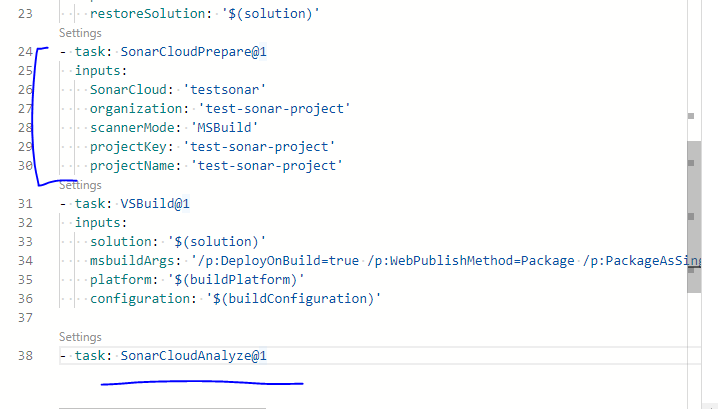 23 restoreSolution: '$(solution)'
Settings
24 - task: SonarCloudPrepare@1
25 inputs:
26 SonarCloud: 'testsonar'
27 organization: 'test-sonar-project'
28 scannerMode: 'MSBuild'
29 projectKey: 'test-sonar-project'
30 projectName: 'test-sonar-project'
Settings
31 - task: VSBuild@1
32 inputs:
33 solution: '$(solution)'
34 msbuildArgs: '/p:DeployOnBuild=true /p:WebPublishMethod=Package /p:PackageAsSing
35 platform: '$(buildPlatform)'
36 configuration: '$(buildConfiguration)'
37
Settings
38 - task: SonarCloudAnalyze@1